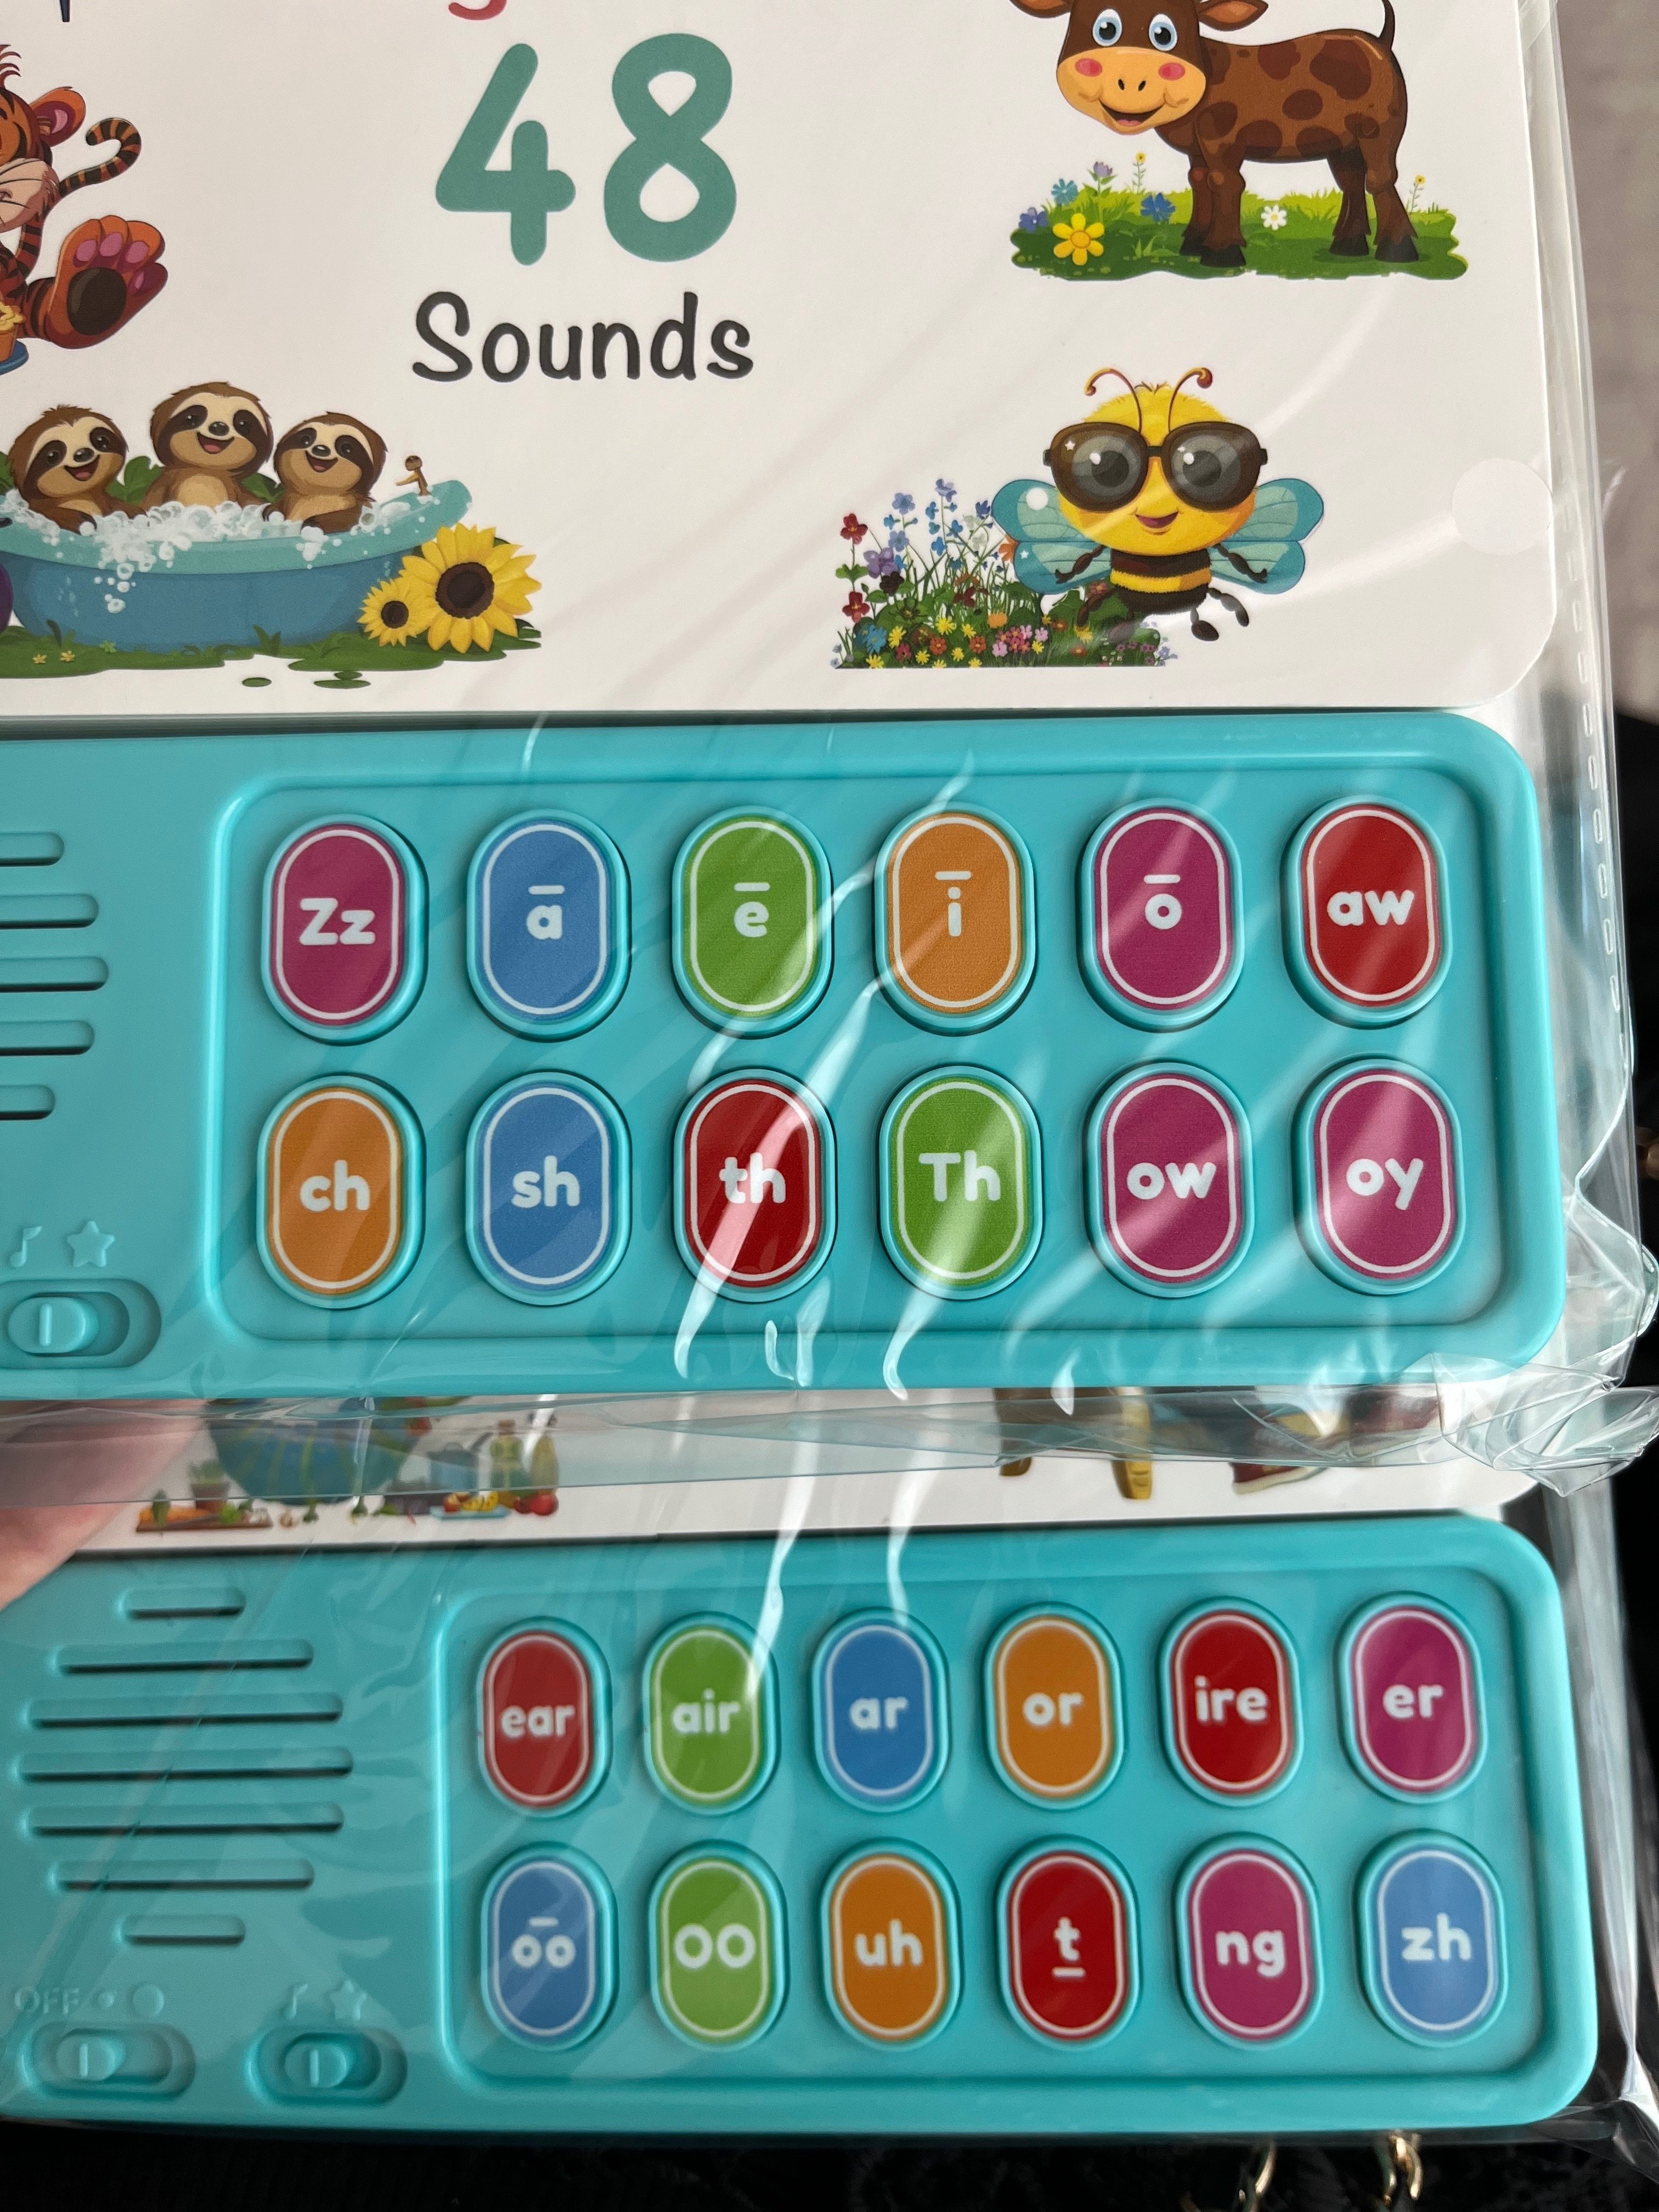 48
Sounds
Zz ā ē ī ō aw
ch sh th Th ow oy
ear air ar or ire er
o͞o oo uh t̲ ng zh
OFF